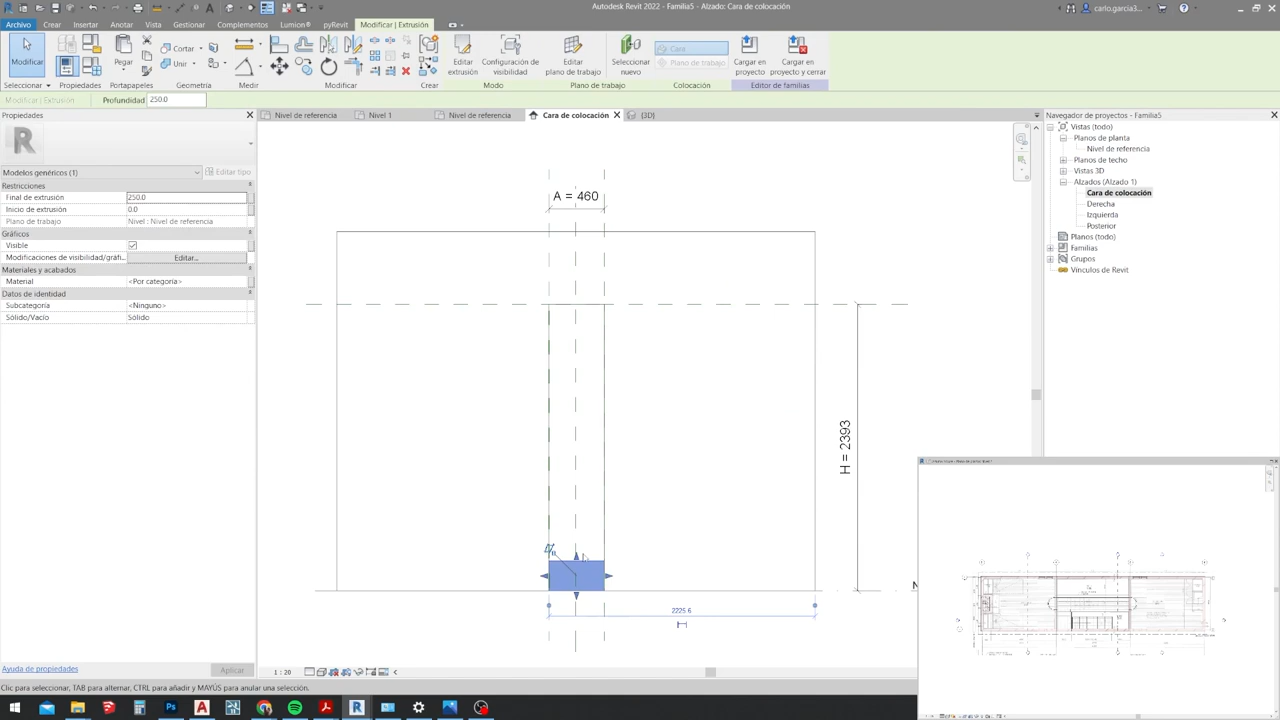 Autodesk Revit 2022 - Familia5
carlo.garcia3...
Archivo Crear Insertar Anotar Vista Gestionar Complementos Lumion® pyRevit Modificar | Extrusión
Modificar
Pegar
Cortar
Unir
Editar extrusión
Configuración de visibilidad
Editar plano de trabajo
Seleccionar nuevo
Cara
Plano de trabajo
Cargar en proyecto
Cargar en proyecto y cerrar
Seleccionar Propiedades Portapapeles Geometría Medir Modificar Crear Modo Plano de trabajo Colocación Editor de familias
Modificar | Extrusión Profundidad 250.0
Propiedades
Nivel de referencia Nivel 1 Nivel de referencia Cara de colocación {3D}
Navegador de proyectos - Familia5
R
Modelos genéricos (1) Editar tipo
Restricciones
Final de extrusión 250.0
Inicio de extrusión 0.0
Plano de trabajo Nivel : Nivel de referencia
Gráficos
Visible
Modificaciones de visibilidad/gráfi... Editar...
Materiales y acabados
Material <Por categoría>
Datos de identidad
Subcategoría <Ninguno>
Sólido/Vacío Sólido
A = 460
H = 2393
2225.6
N
Vistas (todo)
Planos de planta
Nivel de referencia
Planos de techo
Vistas 3D
Alzados (Alzado 1)
Cara de colocación
Derecha
Izquierda
Posterior
Planos (todo)
Familias
Grupos
Vínculos de Revit
Ayuda de propiedades Aplicar
1 : 20
Clic para seleccionar, TAB para alternar, CTRL para añadir y MAYÚS para anular una selección.